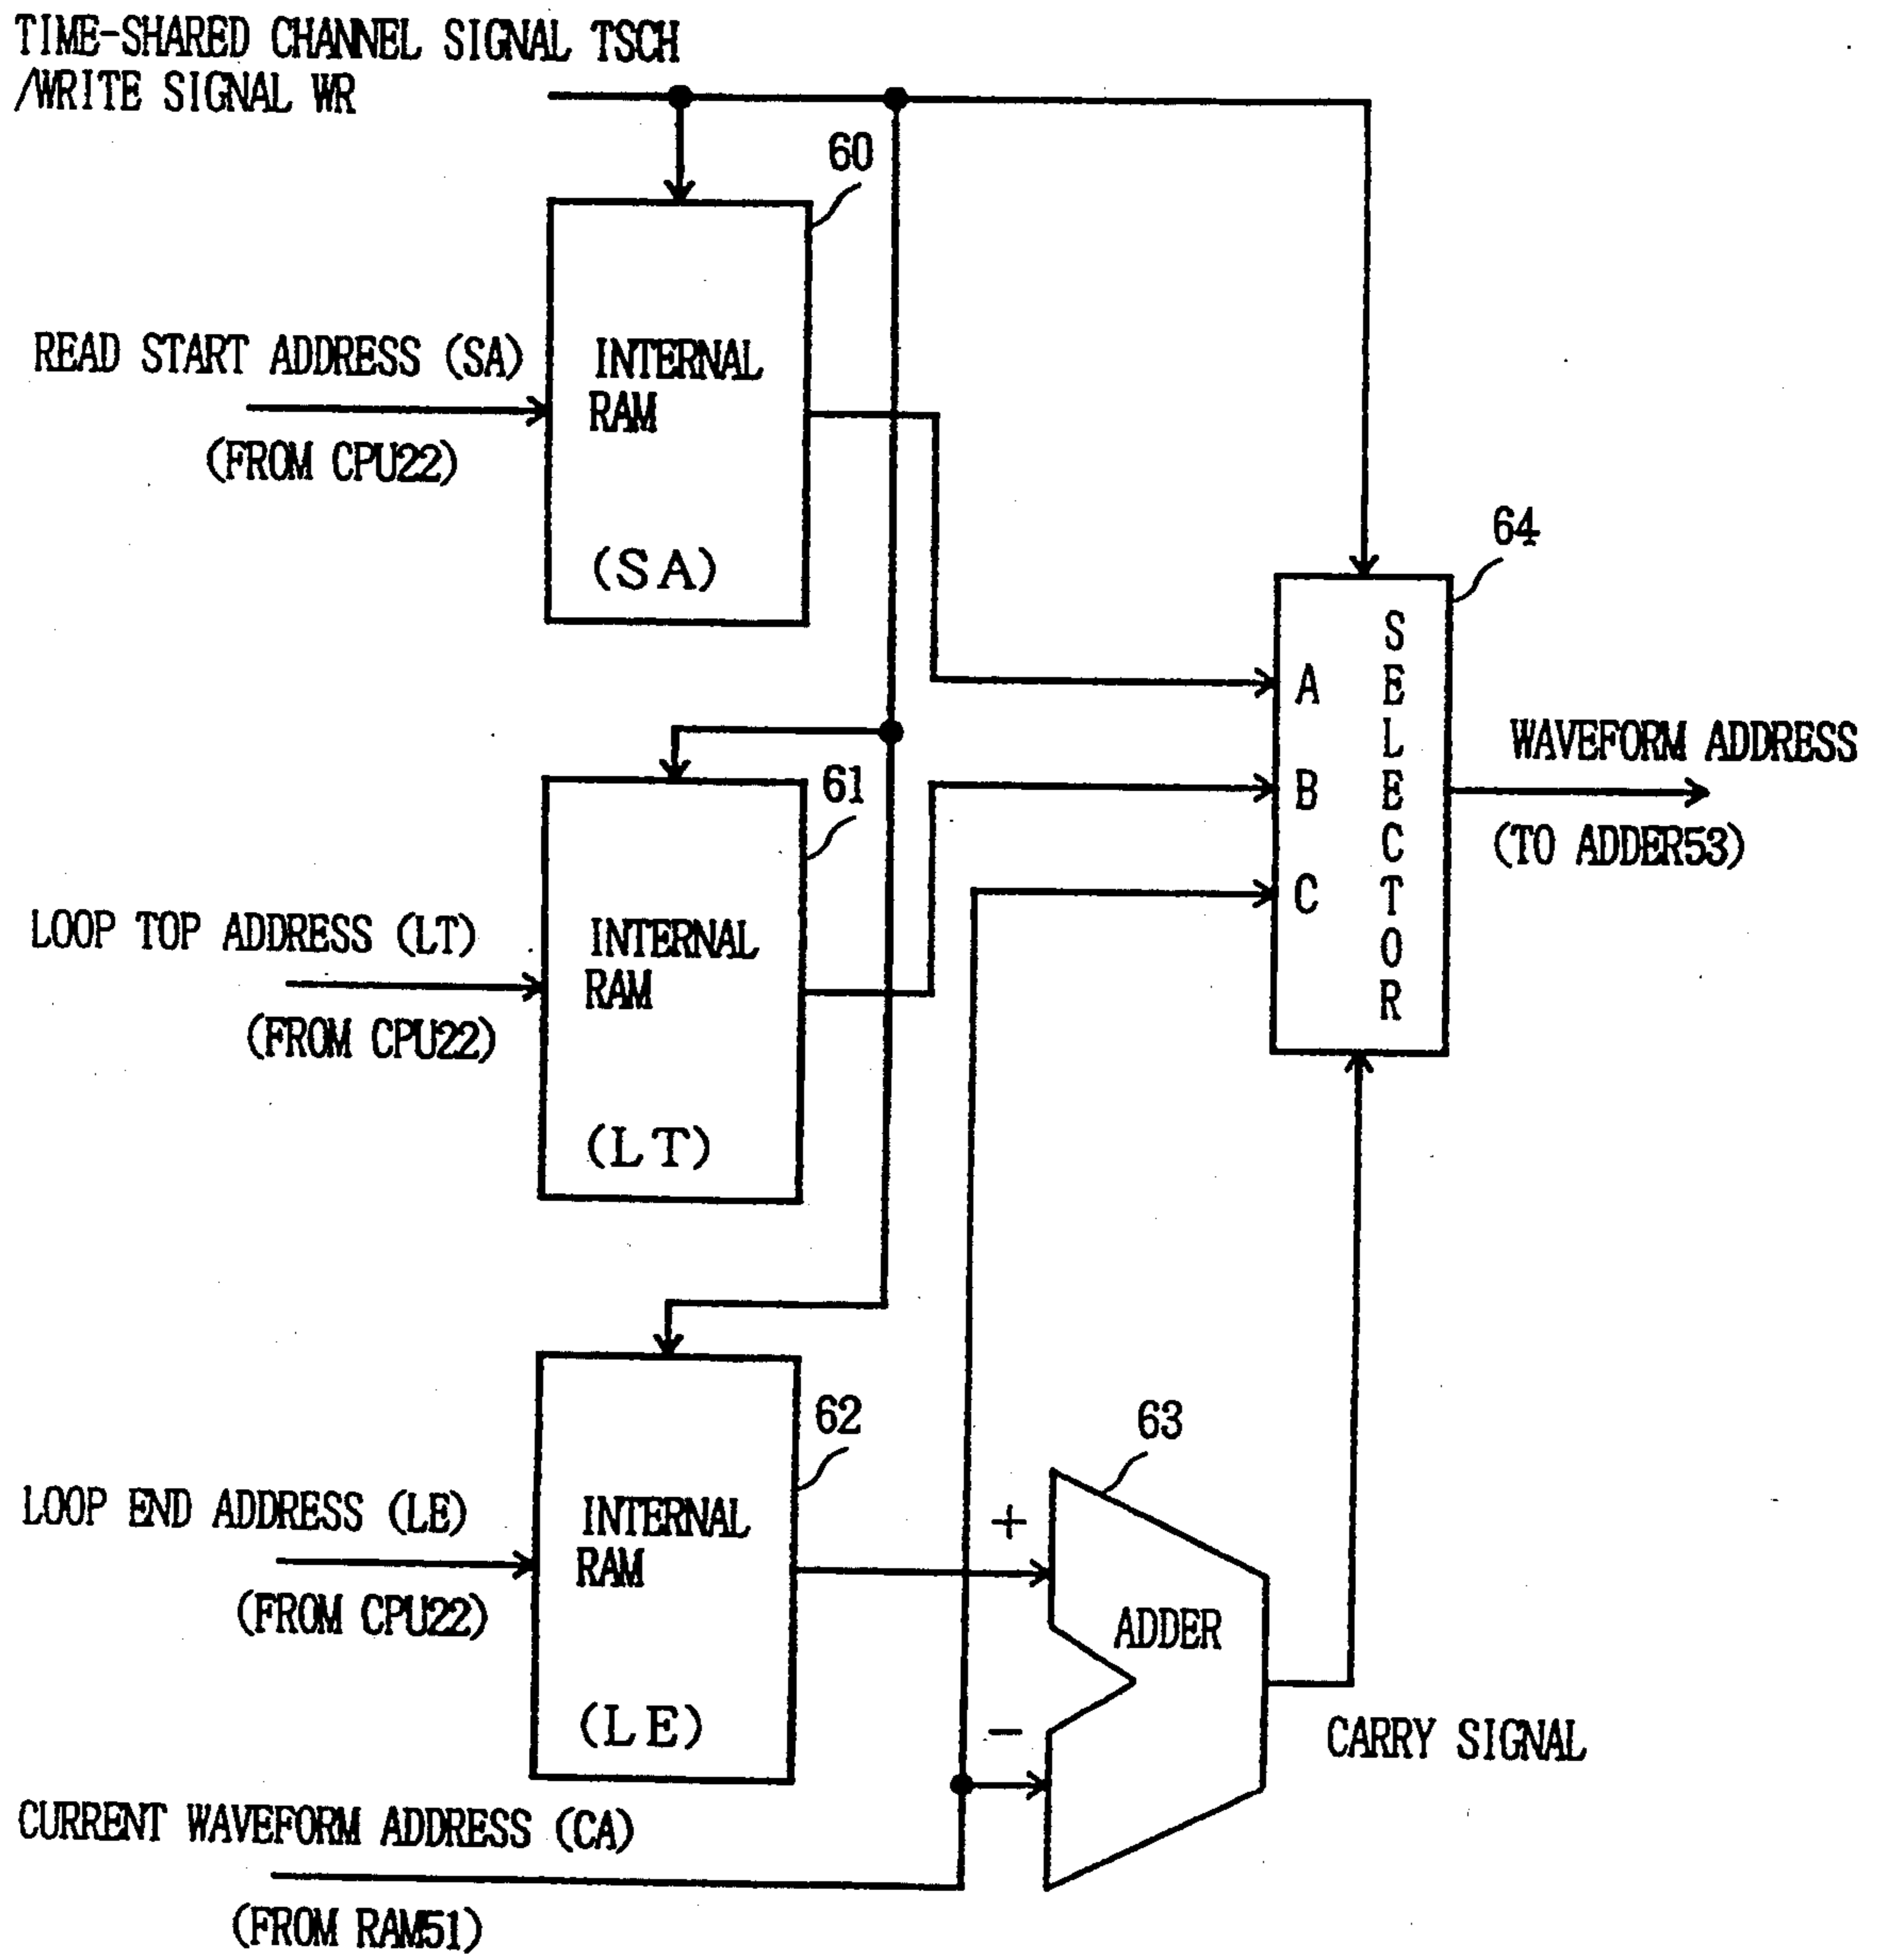 TIME-SHARED CHANNEL SIGNAL TSCH
/WRITE SIGNAL WR
60
READ START ADDRESS (SA)
(FROM CPU22)
INTERNAL
RAM
(SA)
64
SELECTOR
A
B
C
WAVEFORM ADDRESS
(TO ADDER53)
61
LOOP TOP ADDRESS (LT)
(FROM CPU22)
INTERNAL
RAM
(LT)
62
63
LOOP END ADDRESS (LE)
(FROM CPU22)
INTERNAL
RAM
(LE)
+
ADDER
−
CARRY SIGNAL
CURRENT WAVEFORM ADDRESS (CA)
(FROM RAM51)